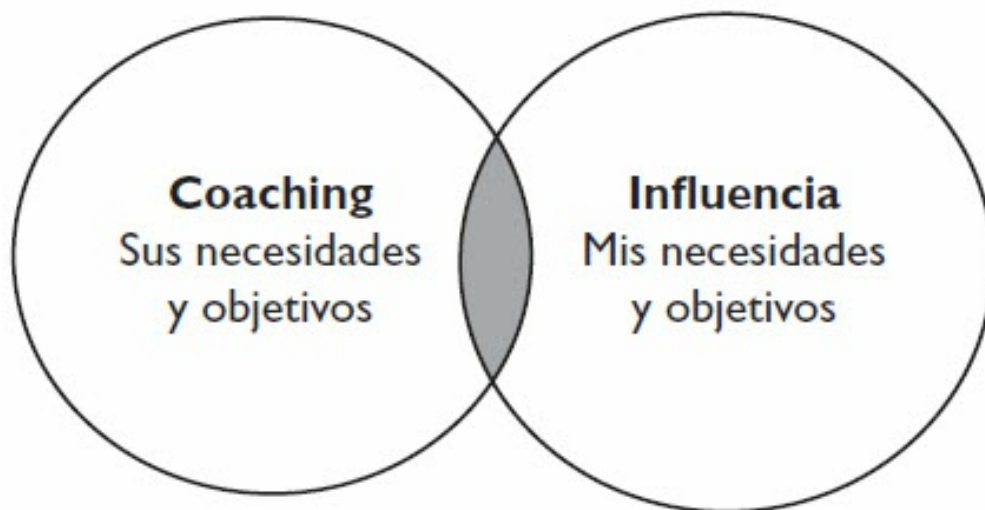 Coaching
Sus necesidades
y objetivos
Influencia
Mis necesidades
y objetivos